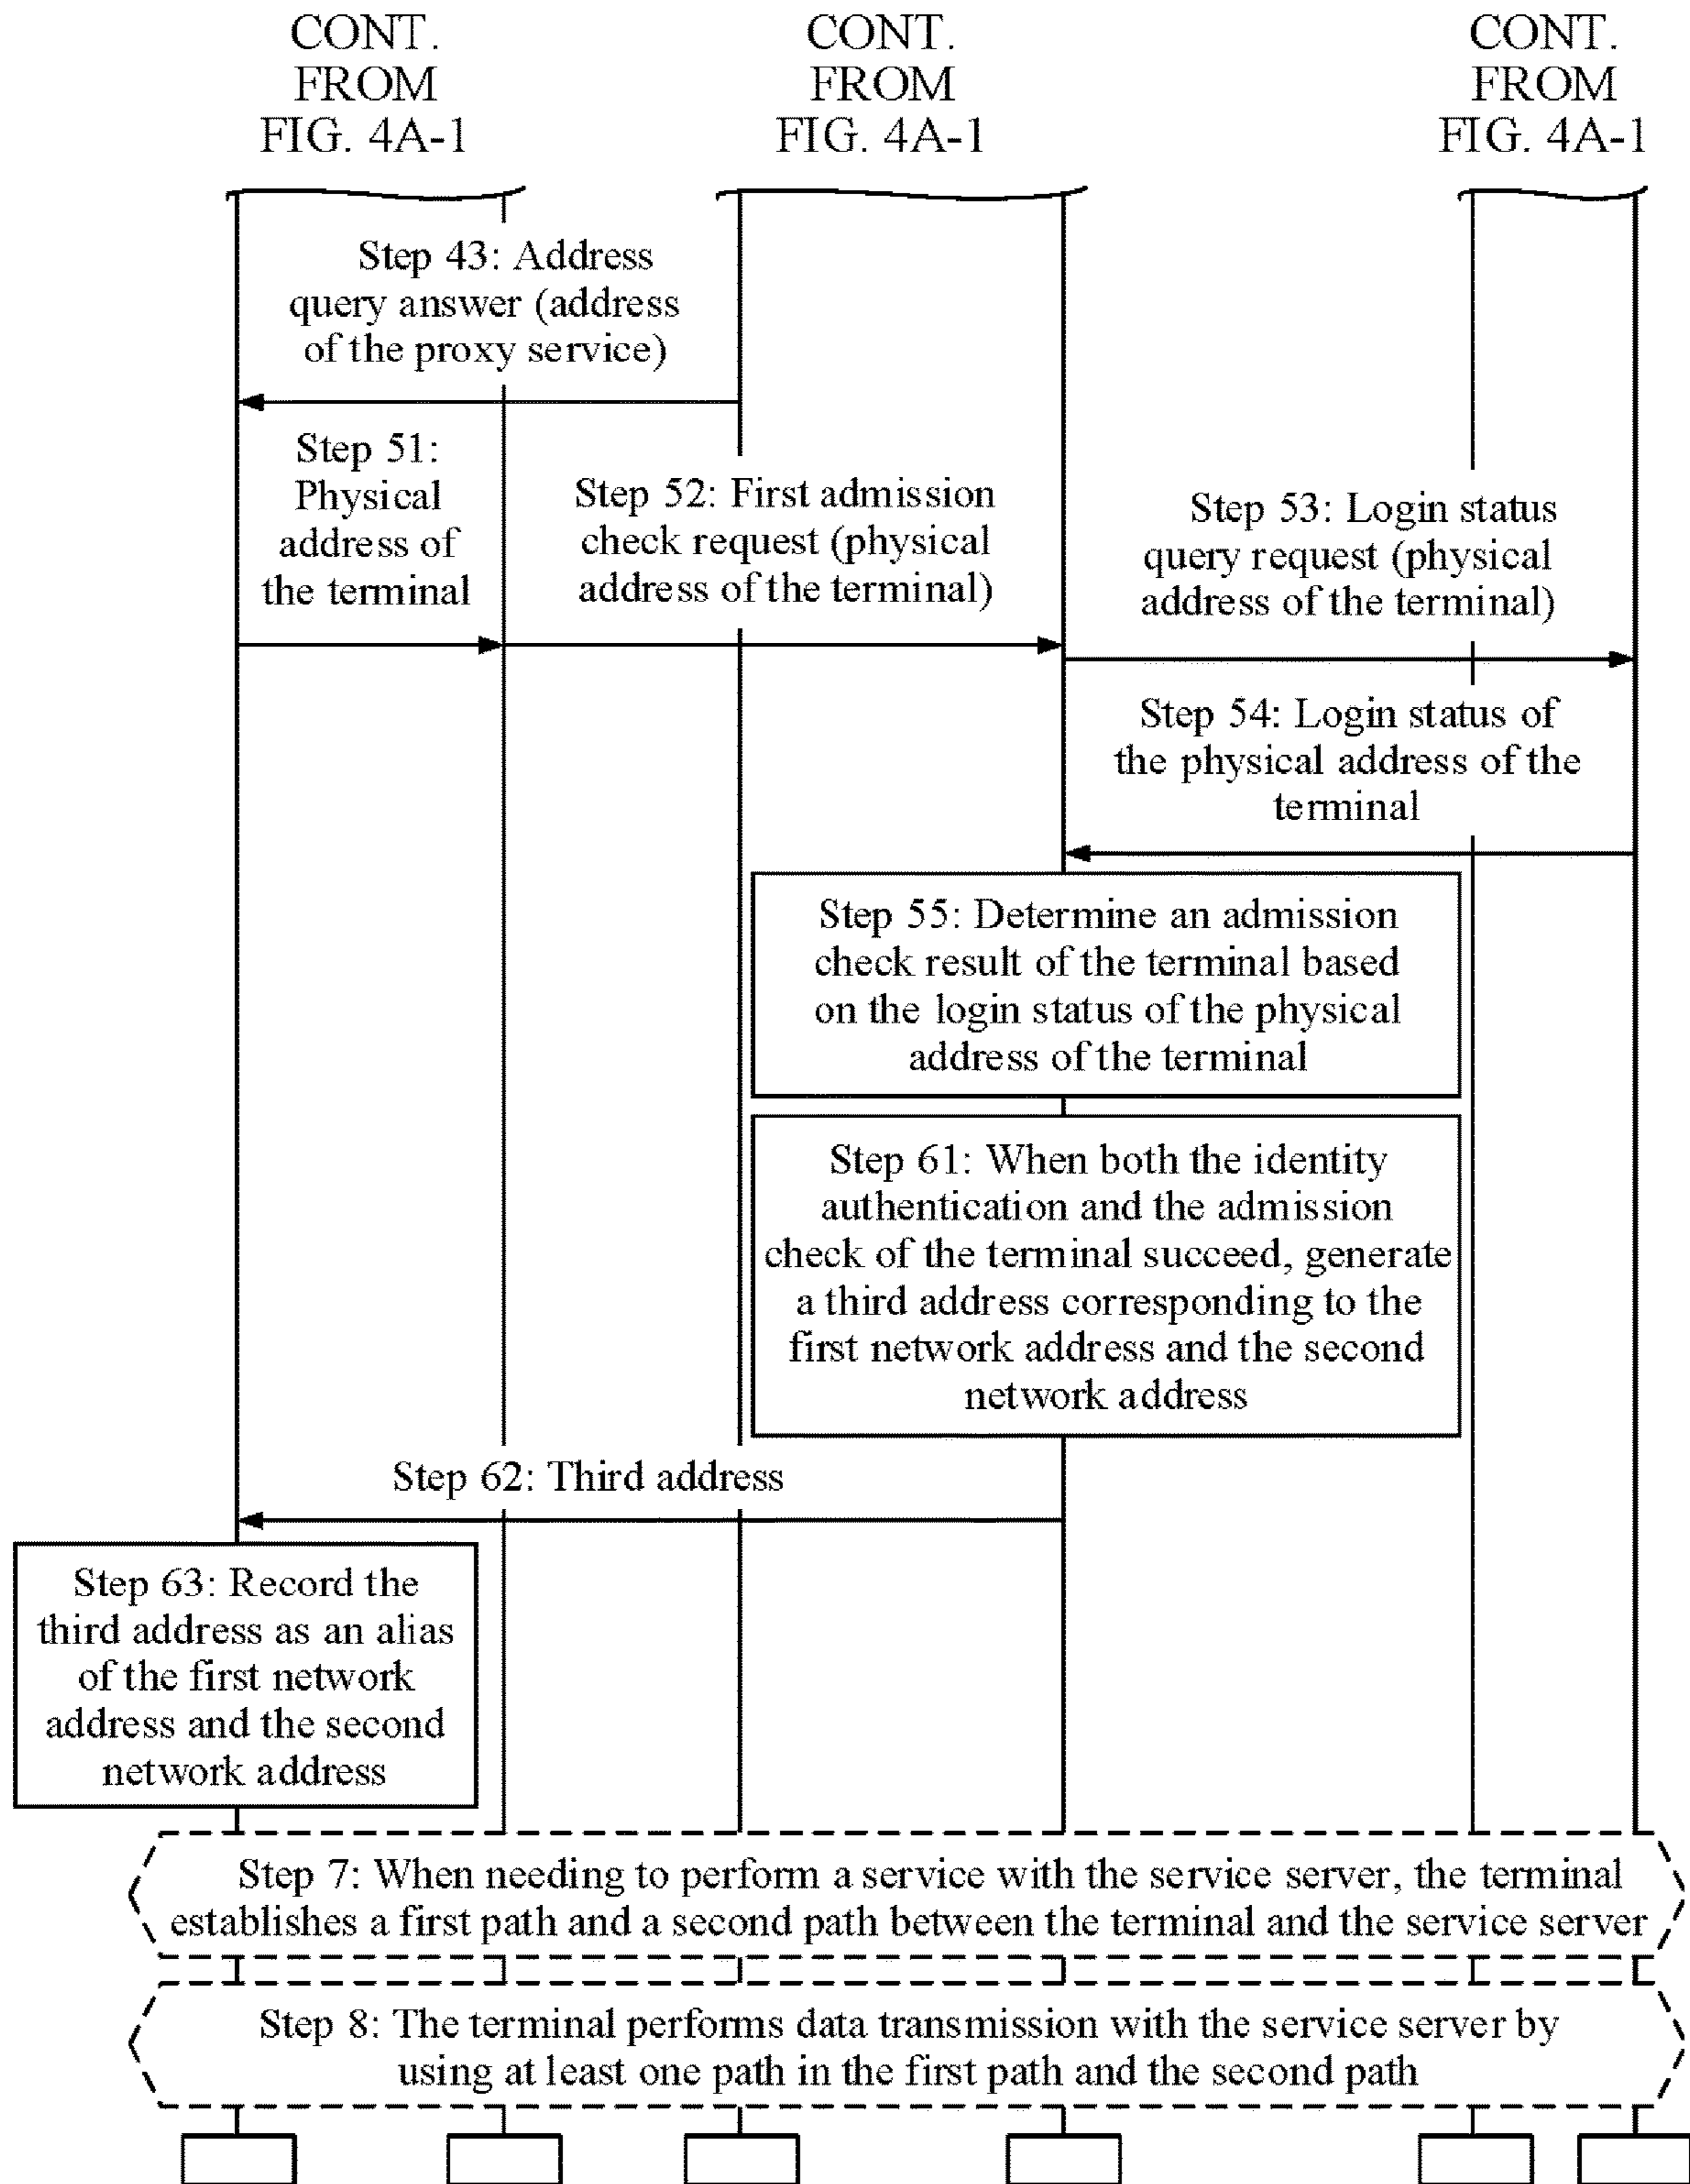 CONT.
FROM
FIG. 4A-1
CONT.
FROM
FIG. 4A-1
CONT.
FROM
FIG. 4A-1
Step 43: Address
query answer (address
of the proxy service)
Step 51:
Physical
address of
the terminal
Step 52: First admission
check request (physical
address of the terminal)
Step 53: Login status
query request (physical
address of the terminal)
Step 54: Login status of
the physical address of the
terminal
Step 55: Determine an admission
check result of the terminal based
on the login status of the physical
address of the terminal
Step 61: When both the identity
authentication and the admission
check of the terminal succeed, generate
a third address corresponding to the
first network address and the second
network address
Step 62: Third address
Step 63: Record the
third address as an alias
of the first network
address and the second
network address
Step 7: When needing to perform a service with the service server, the terminal
establishes a first path and a second path between the terminal and the service server
Step 8: The terminal performs data transmission with the service server by
using at least one path in the first path and the second path